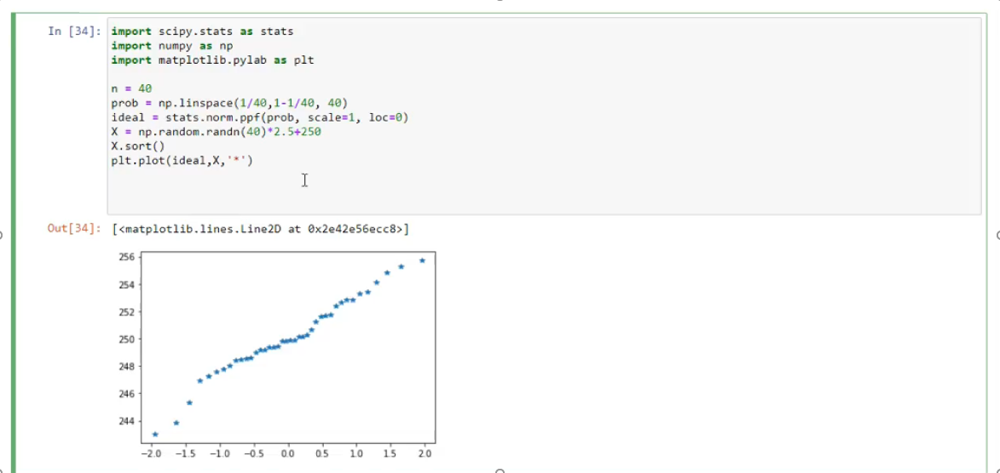 In [34]: import scipy.stats as stats
import numpy as np
import matplotlib.pylab as plt
n = 40
prob = np.linspace(1/40,1-1/40, 40)
ideal = stats.norm.ppf(prob, scale=1, loc=0)
X = np.random.randn(40)*2.5+250
X.sort()
plt.plot(ideal,X,'*')
Out[34]: [<matplotlib.lines.Line2D at 0x2e42e56ecc8>]
256
254
252
250
248
246
244
-2.0 -1.5 -1.0 -0.5 0.0 0.5 1.0 1.5 2.0